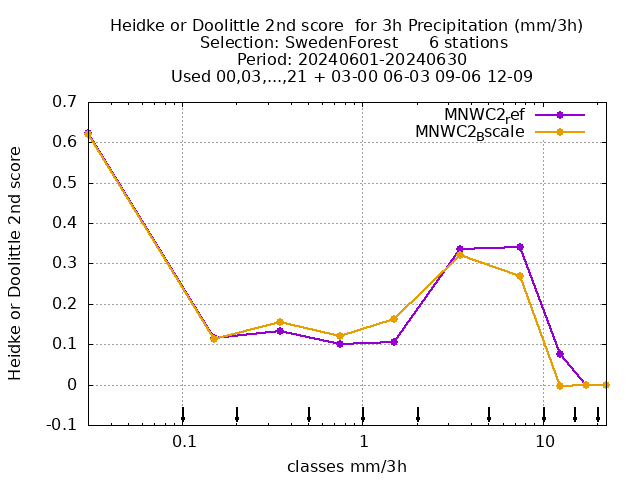 Heidke or Doolittle 2nd score  for 3h Precipitation (mm/3h)
Selection: SwedenForest      6 stations
Period: 20240601-20240630
Used 00,03,...,21 + 03-00 06-03 09-06 12-09
MNWC2ref
MNWC2Bscale
0.7
0.6
0.5
0.4
0.3
0.2
0.1
0
-0.1
Heidke or Doolittle 2nd score
0.1
1
10
classes mm/3h